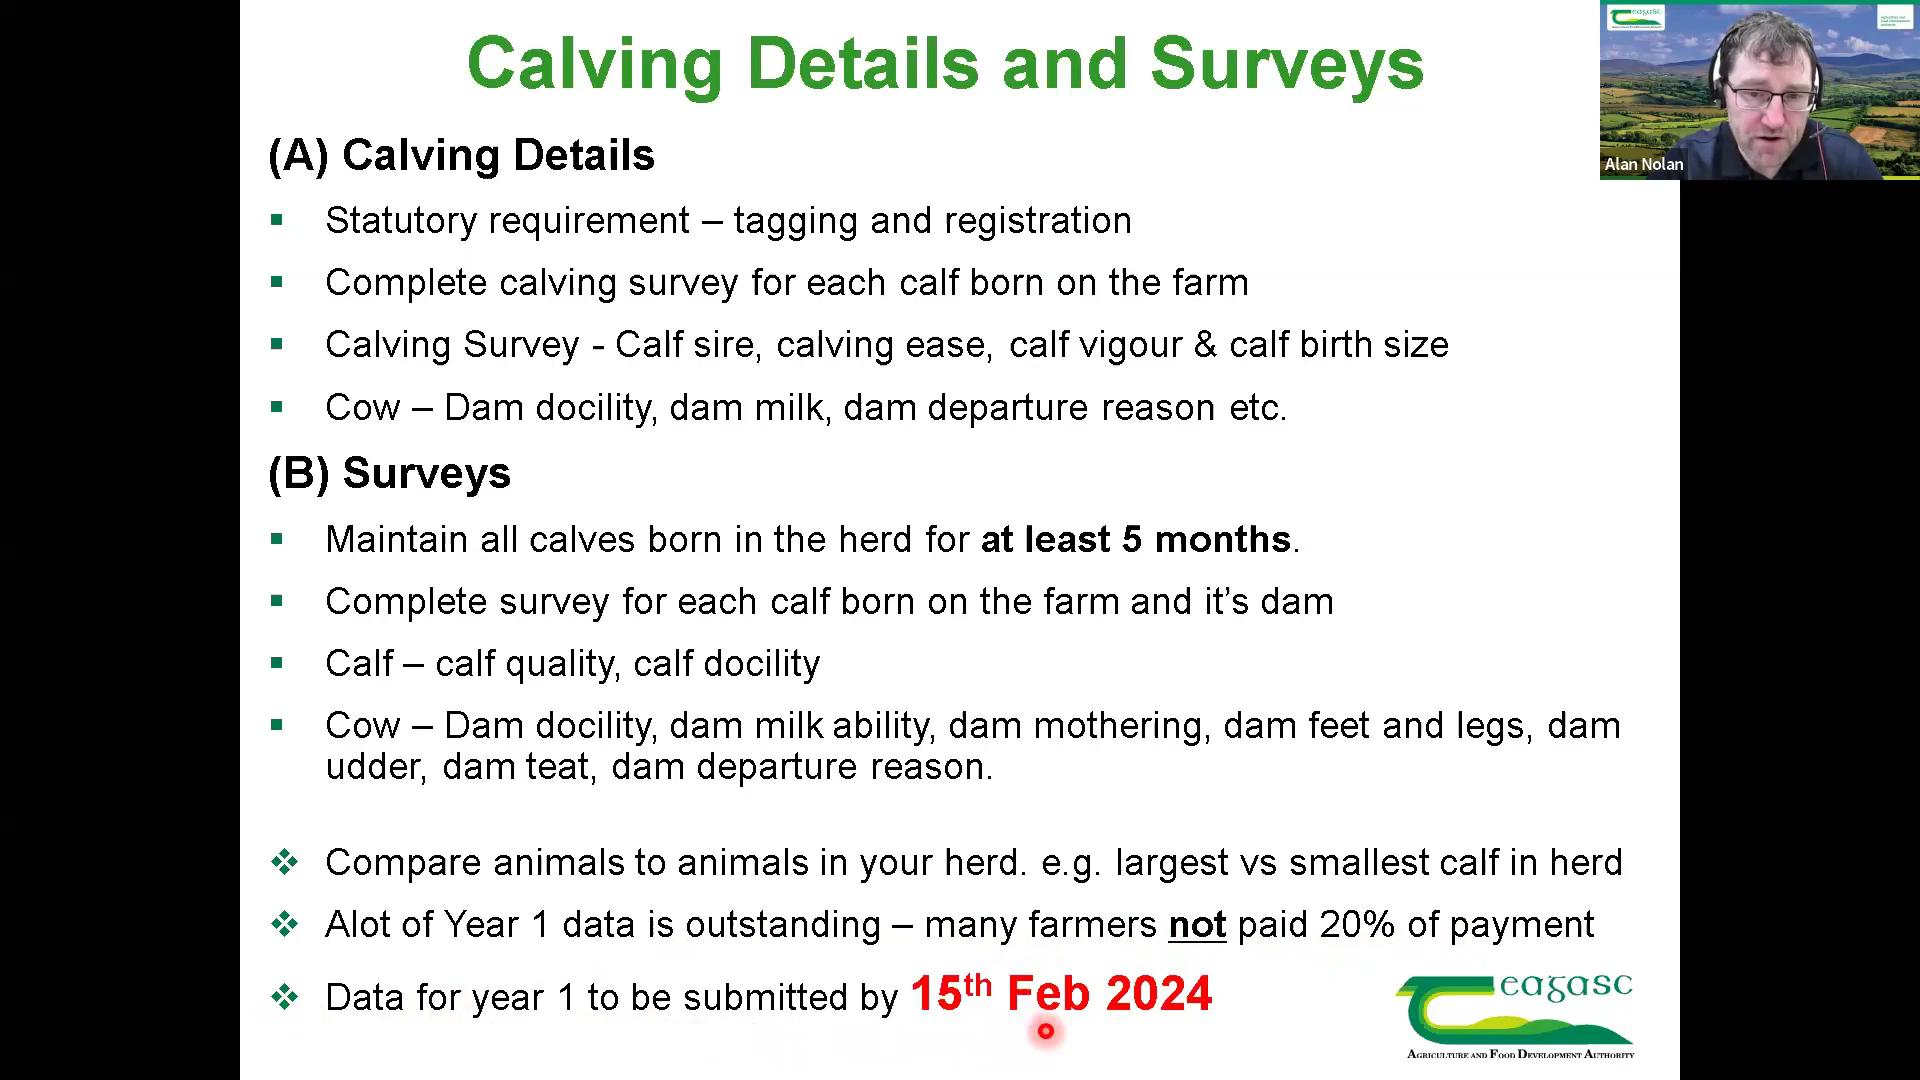 Calving Details and Surveys
(A) Calving Details
Statutory requirement – tagging and registration
Complete calving survey for each calf born on the farm
Calving Survey - Calf sire, calving ease, calf vigour & calf birth size
Cow – Dam docility, dam milk, dam departure reason etc.
(B) Surveys
Maintain all calves born in the herd for at least 5 months.
Complete survey for each calf born on the farm and it’s dam
Calf – calf quality, calf docility
Cow – Dam docility, dam milk ability, dam mothering, dam feet and legs, dam
udder, dam teat, dam departure reason.
Compare animals to animals in your herd. e.g. largest vs smallest calf in herd
Alot of Year 1 data is outstanding – many farmers not paid 20% of payment
Data for year 1 to be submitted by 15th Feb 2024
Teagasc
AGRICULTURE AND FOOD DEVELOPMENT AUTHORITY
Teagasc
Alan Nolan